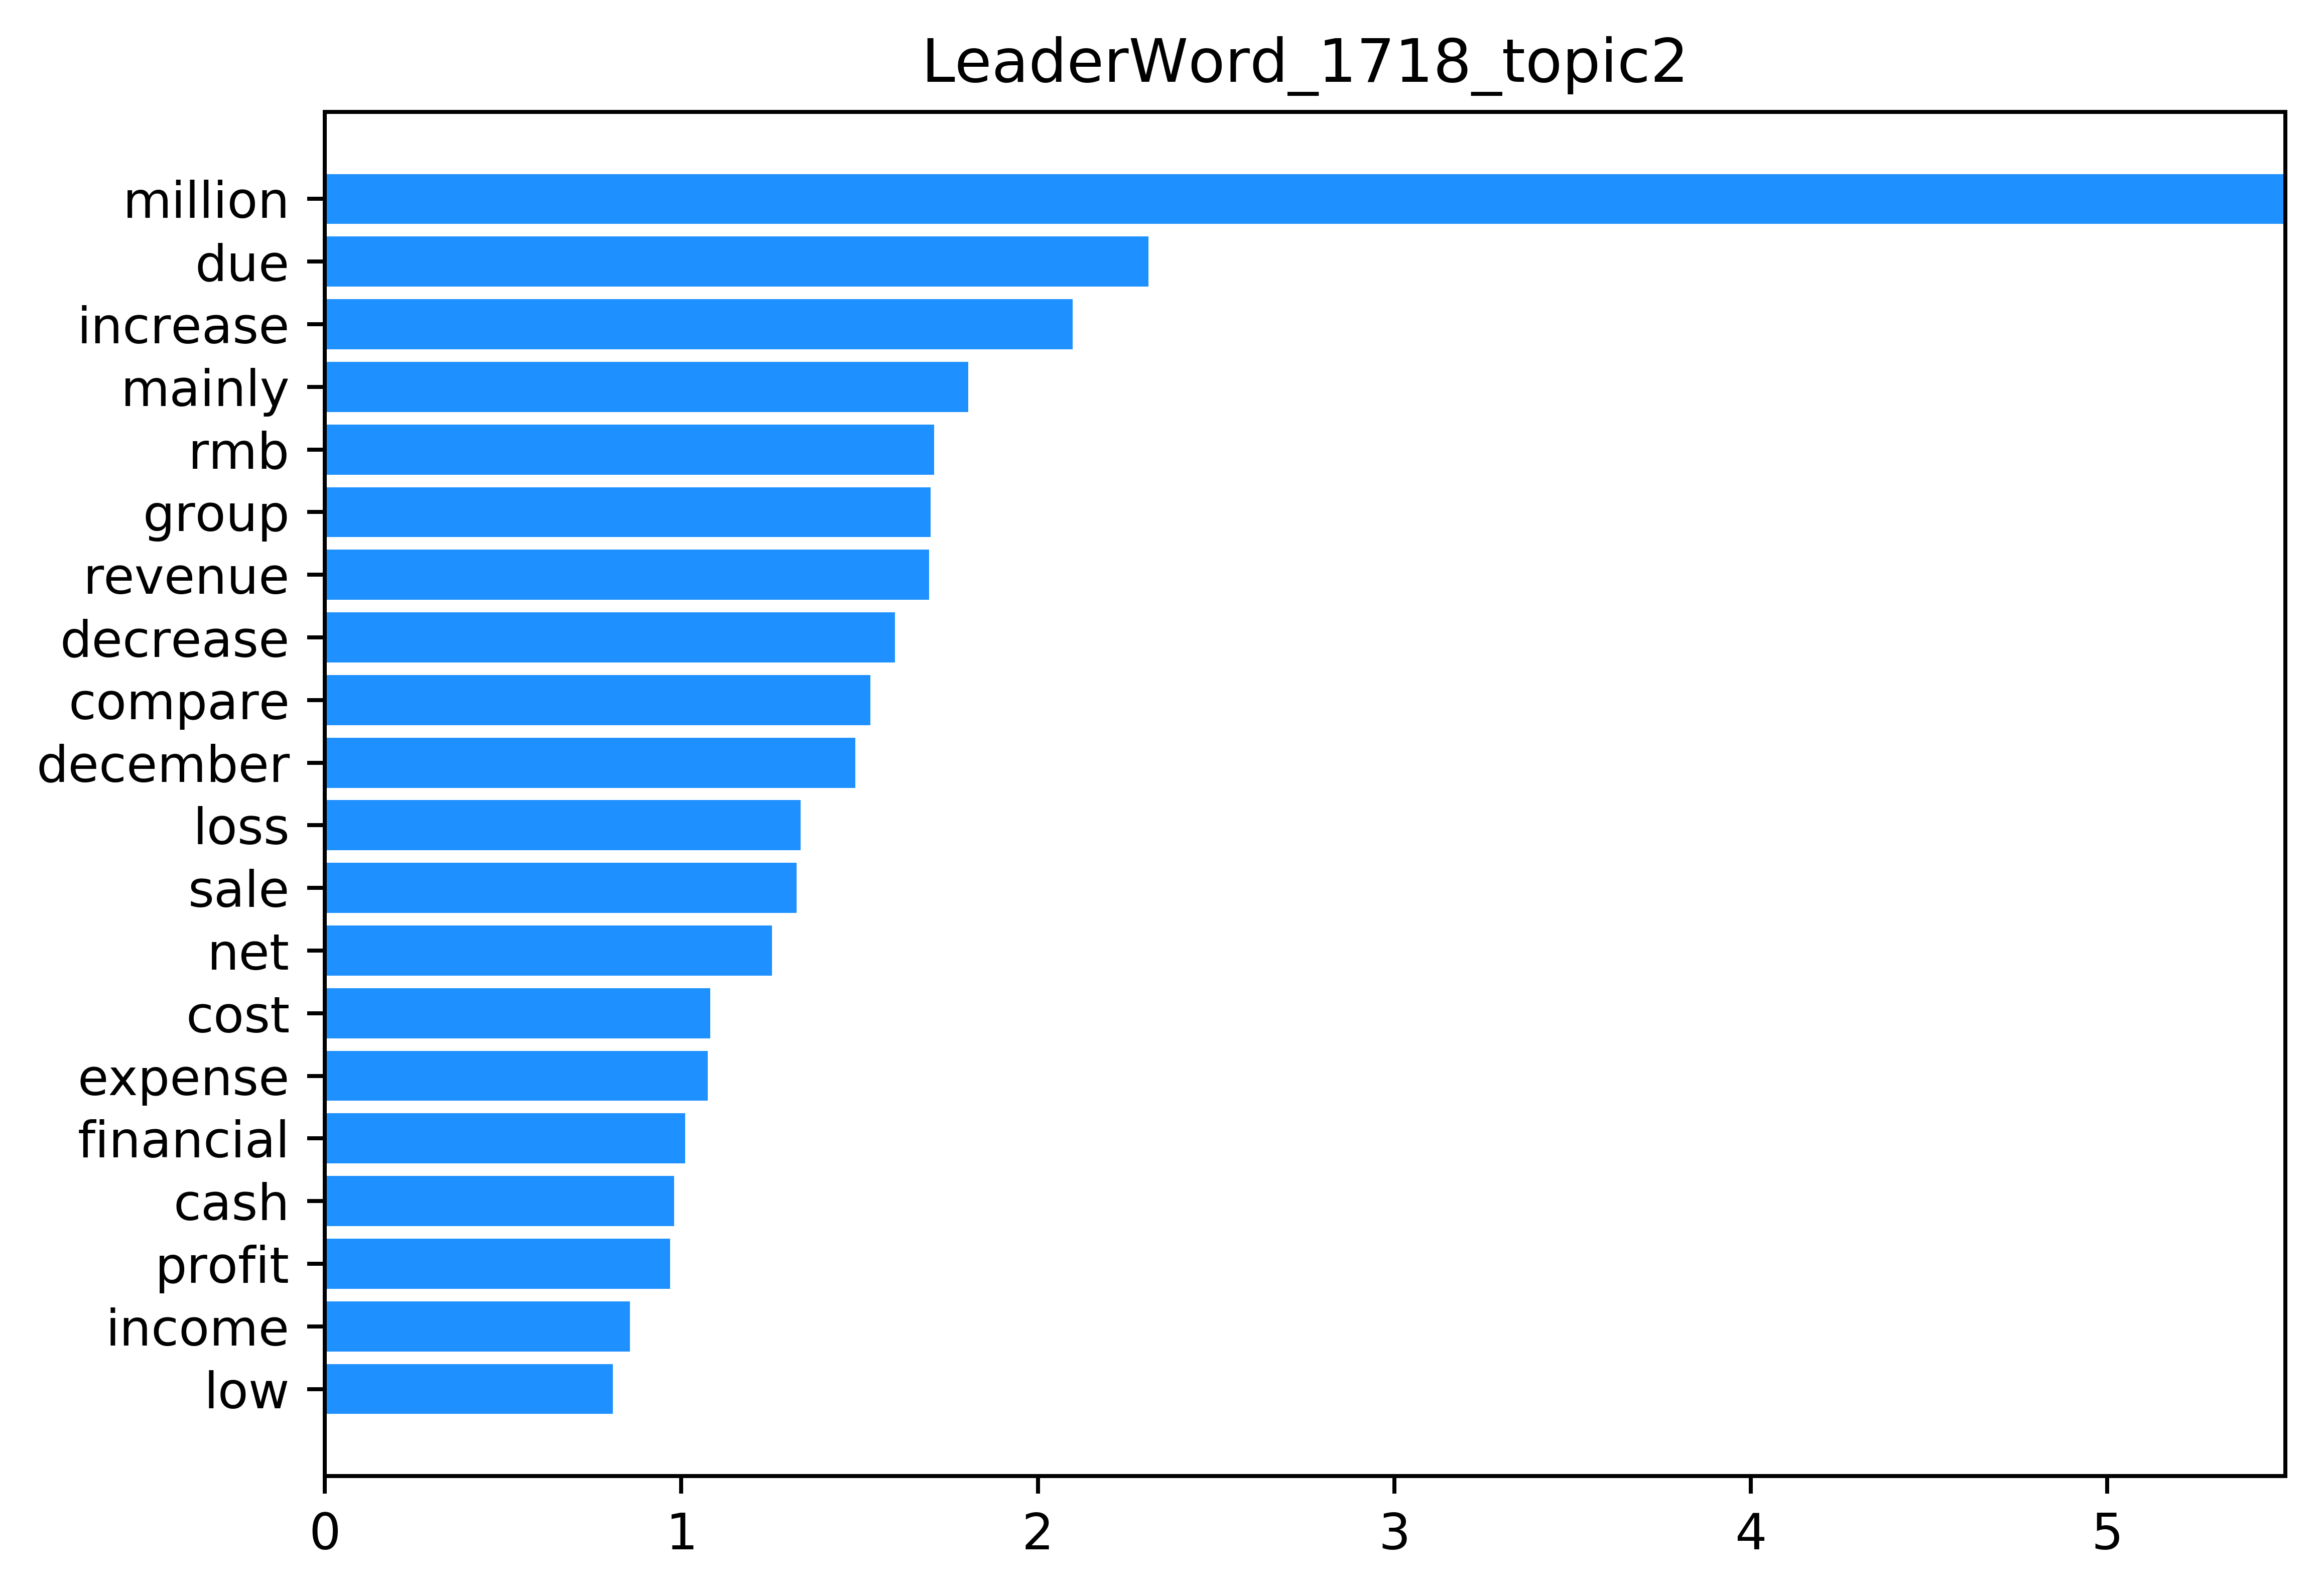 LeaderWord_1718_topic2
million
due
increase
mainly
rmb
group
revenue
decrease
compare
december
loss
sale
net
cost
expense
financial
cash
profit
income
low
0 1 2 3 4 5